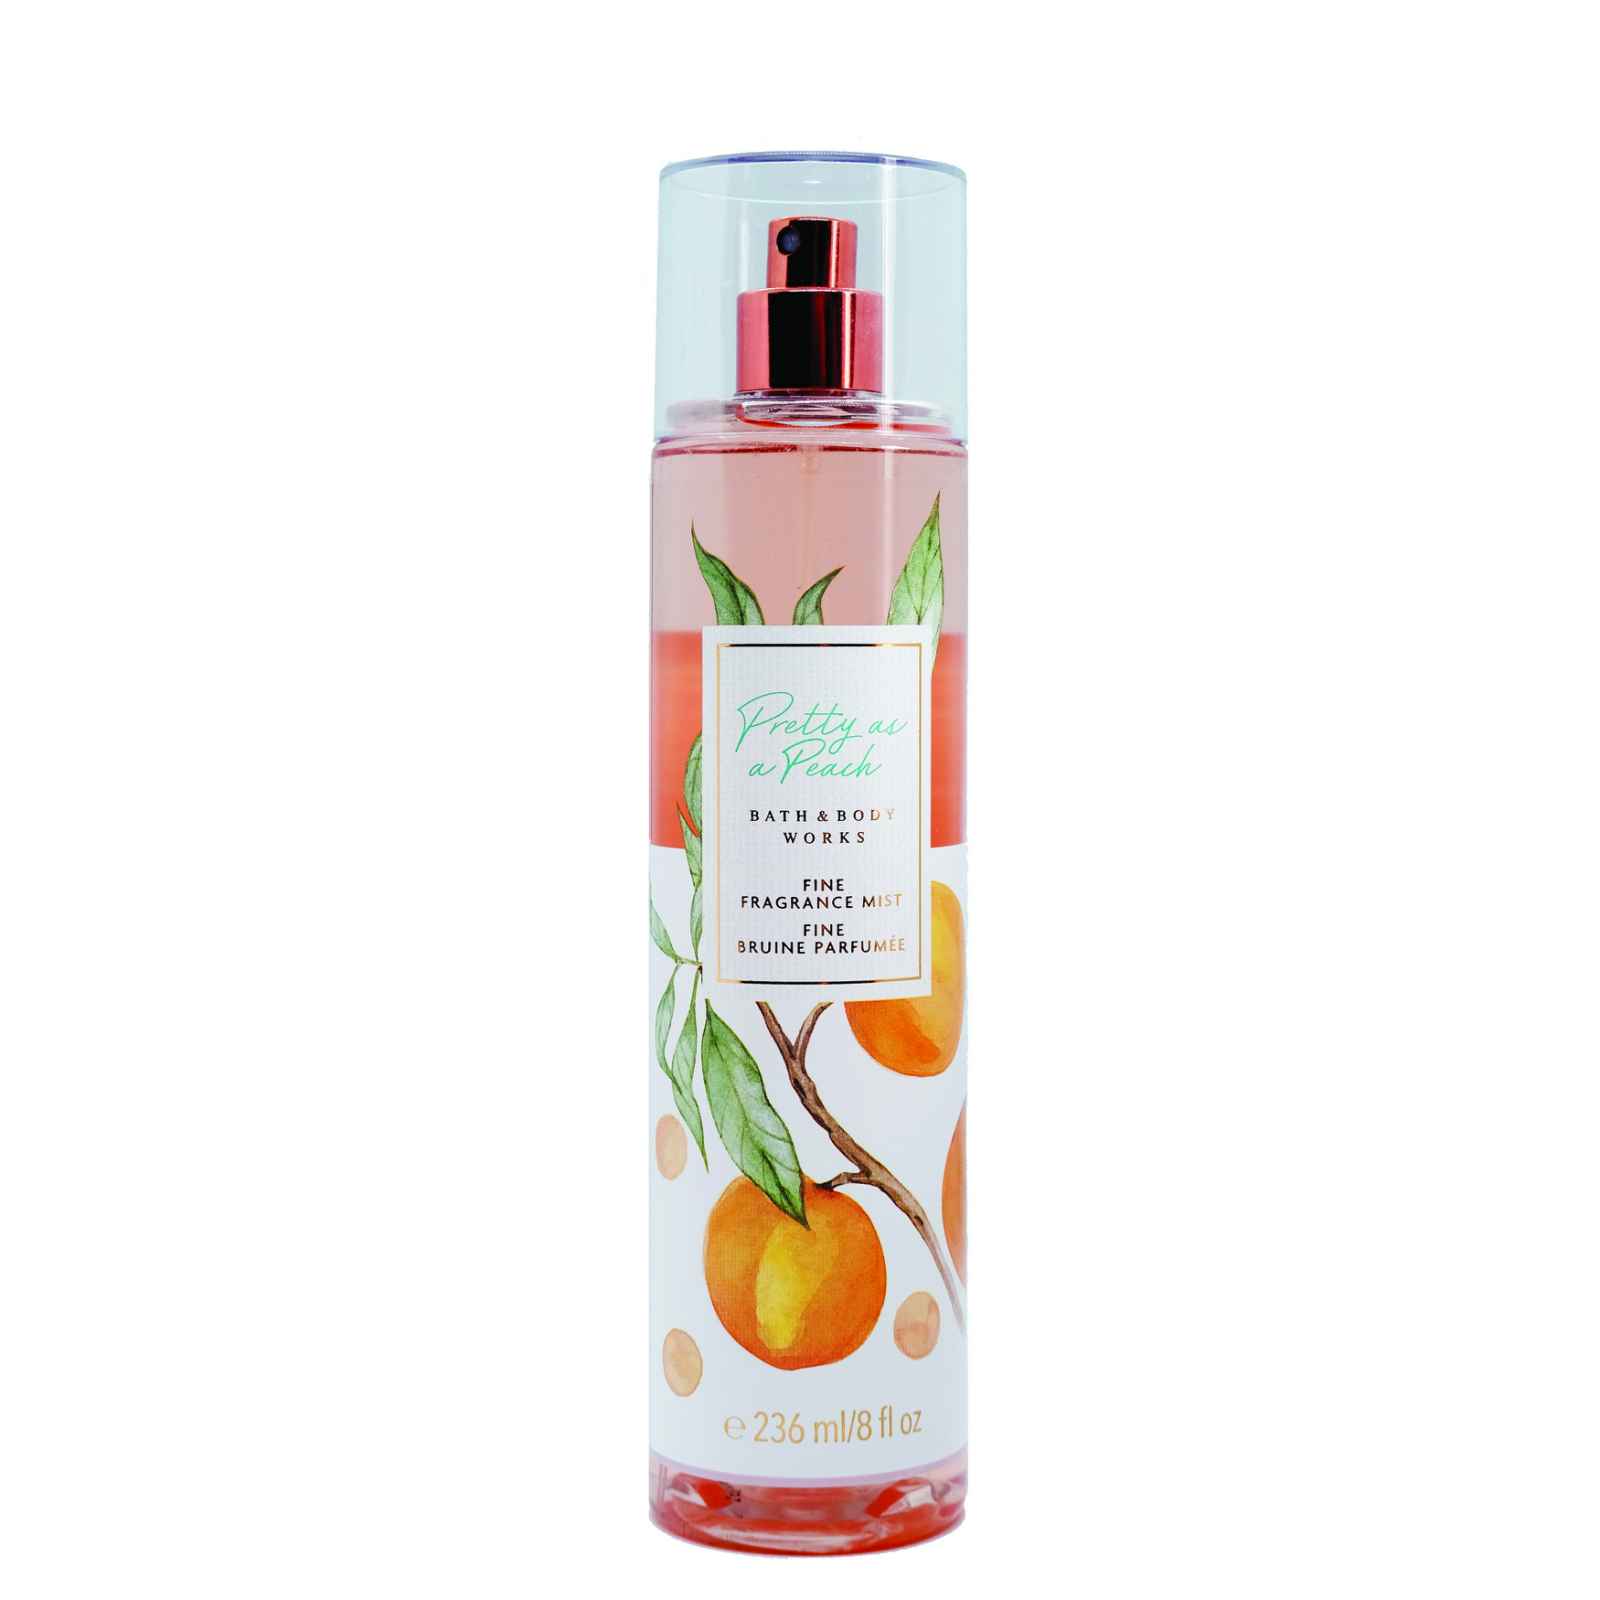 Pretty as
a Peach
BATH & BODY
WORKS
FINE
FRAGRANCE MIST
FINE
BRUINE PARFUMÉE
℮ 236 ml/8 fl oz